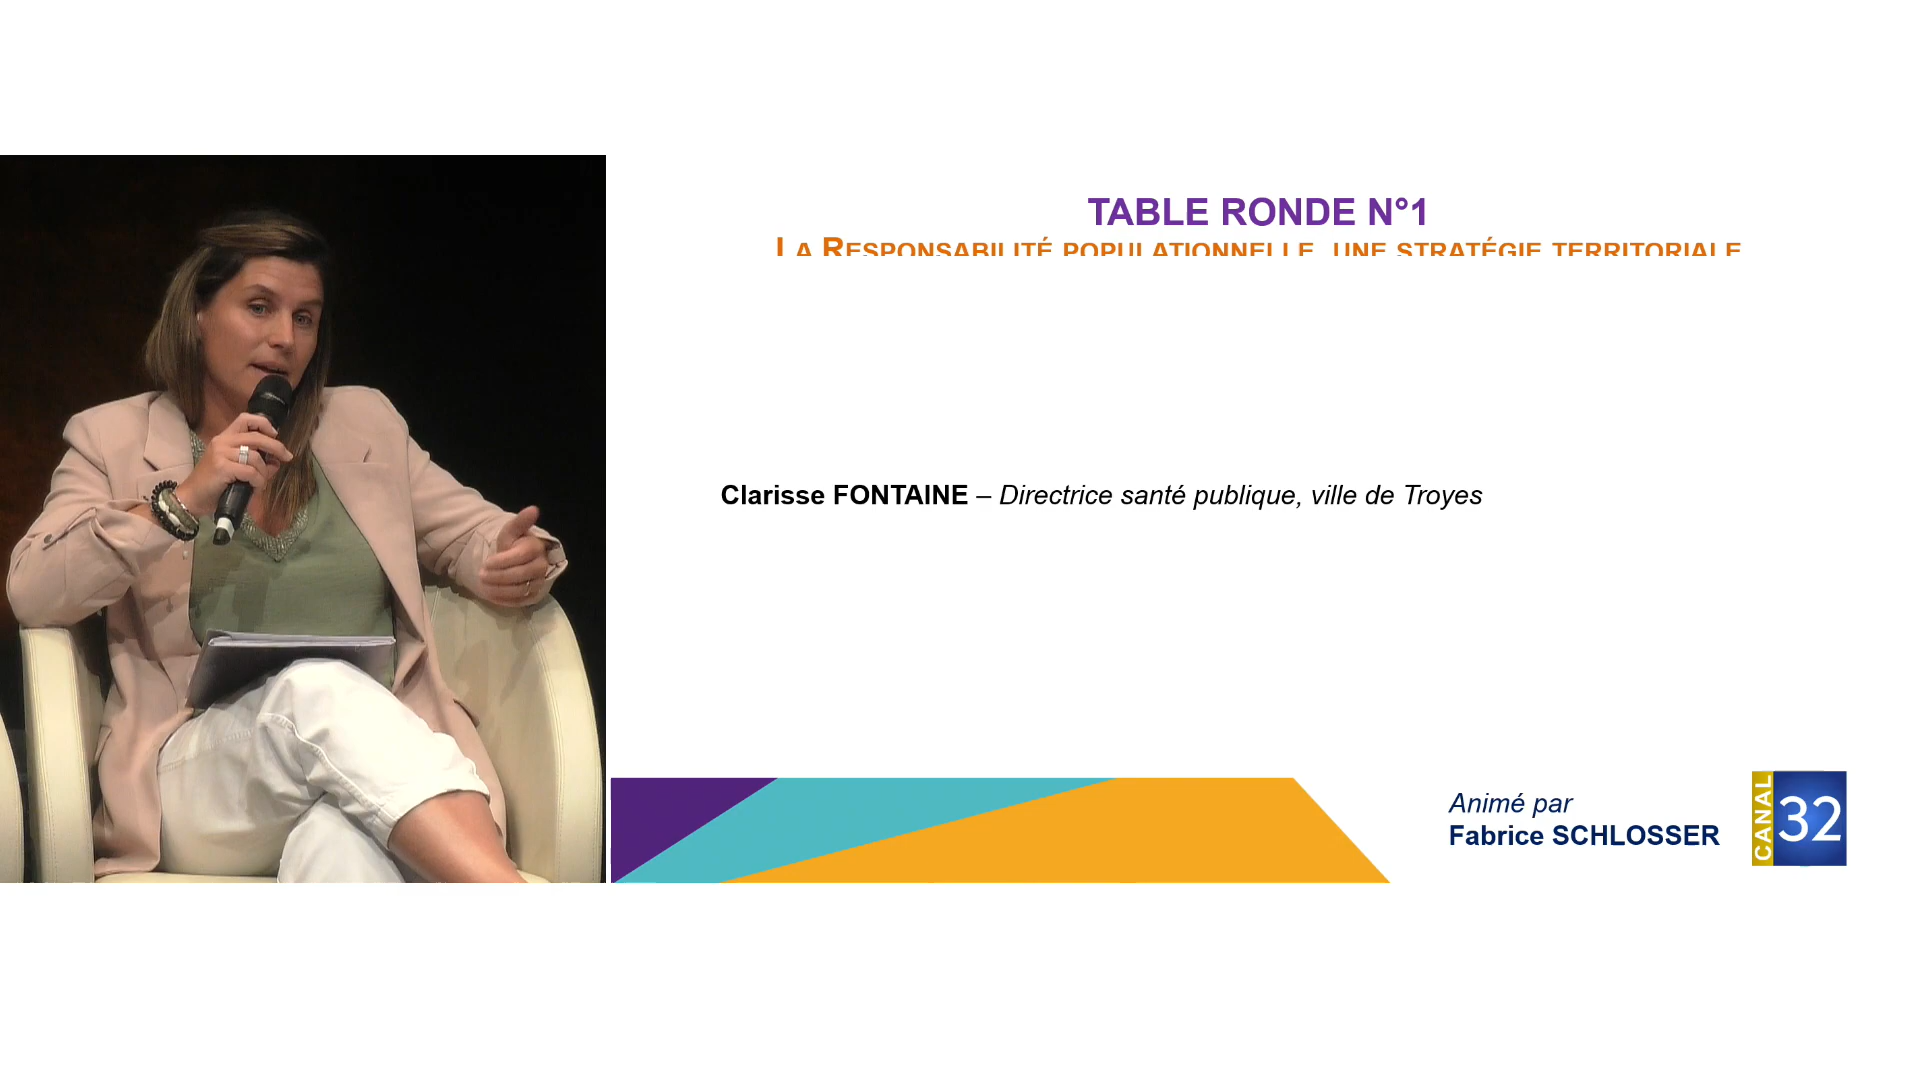 TABLE RONDE N°1
LA RESPONSABILITÉ POPULATIONNELLE, UNE STRATÉGIE TERRITORIALE
Clarisse FONTAINE – Directrice santé publique, ville de Troyes
Animé par
Fabrice SCHLOSSER
CANAL 32